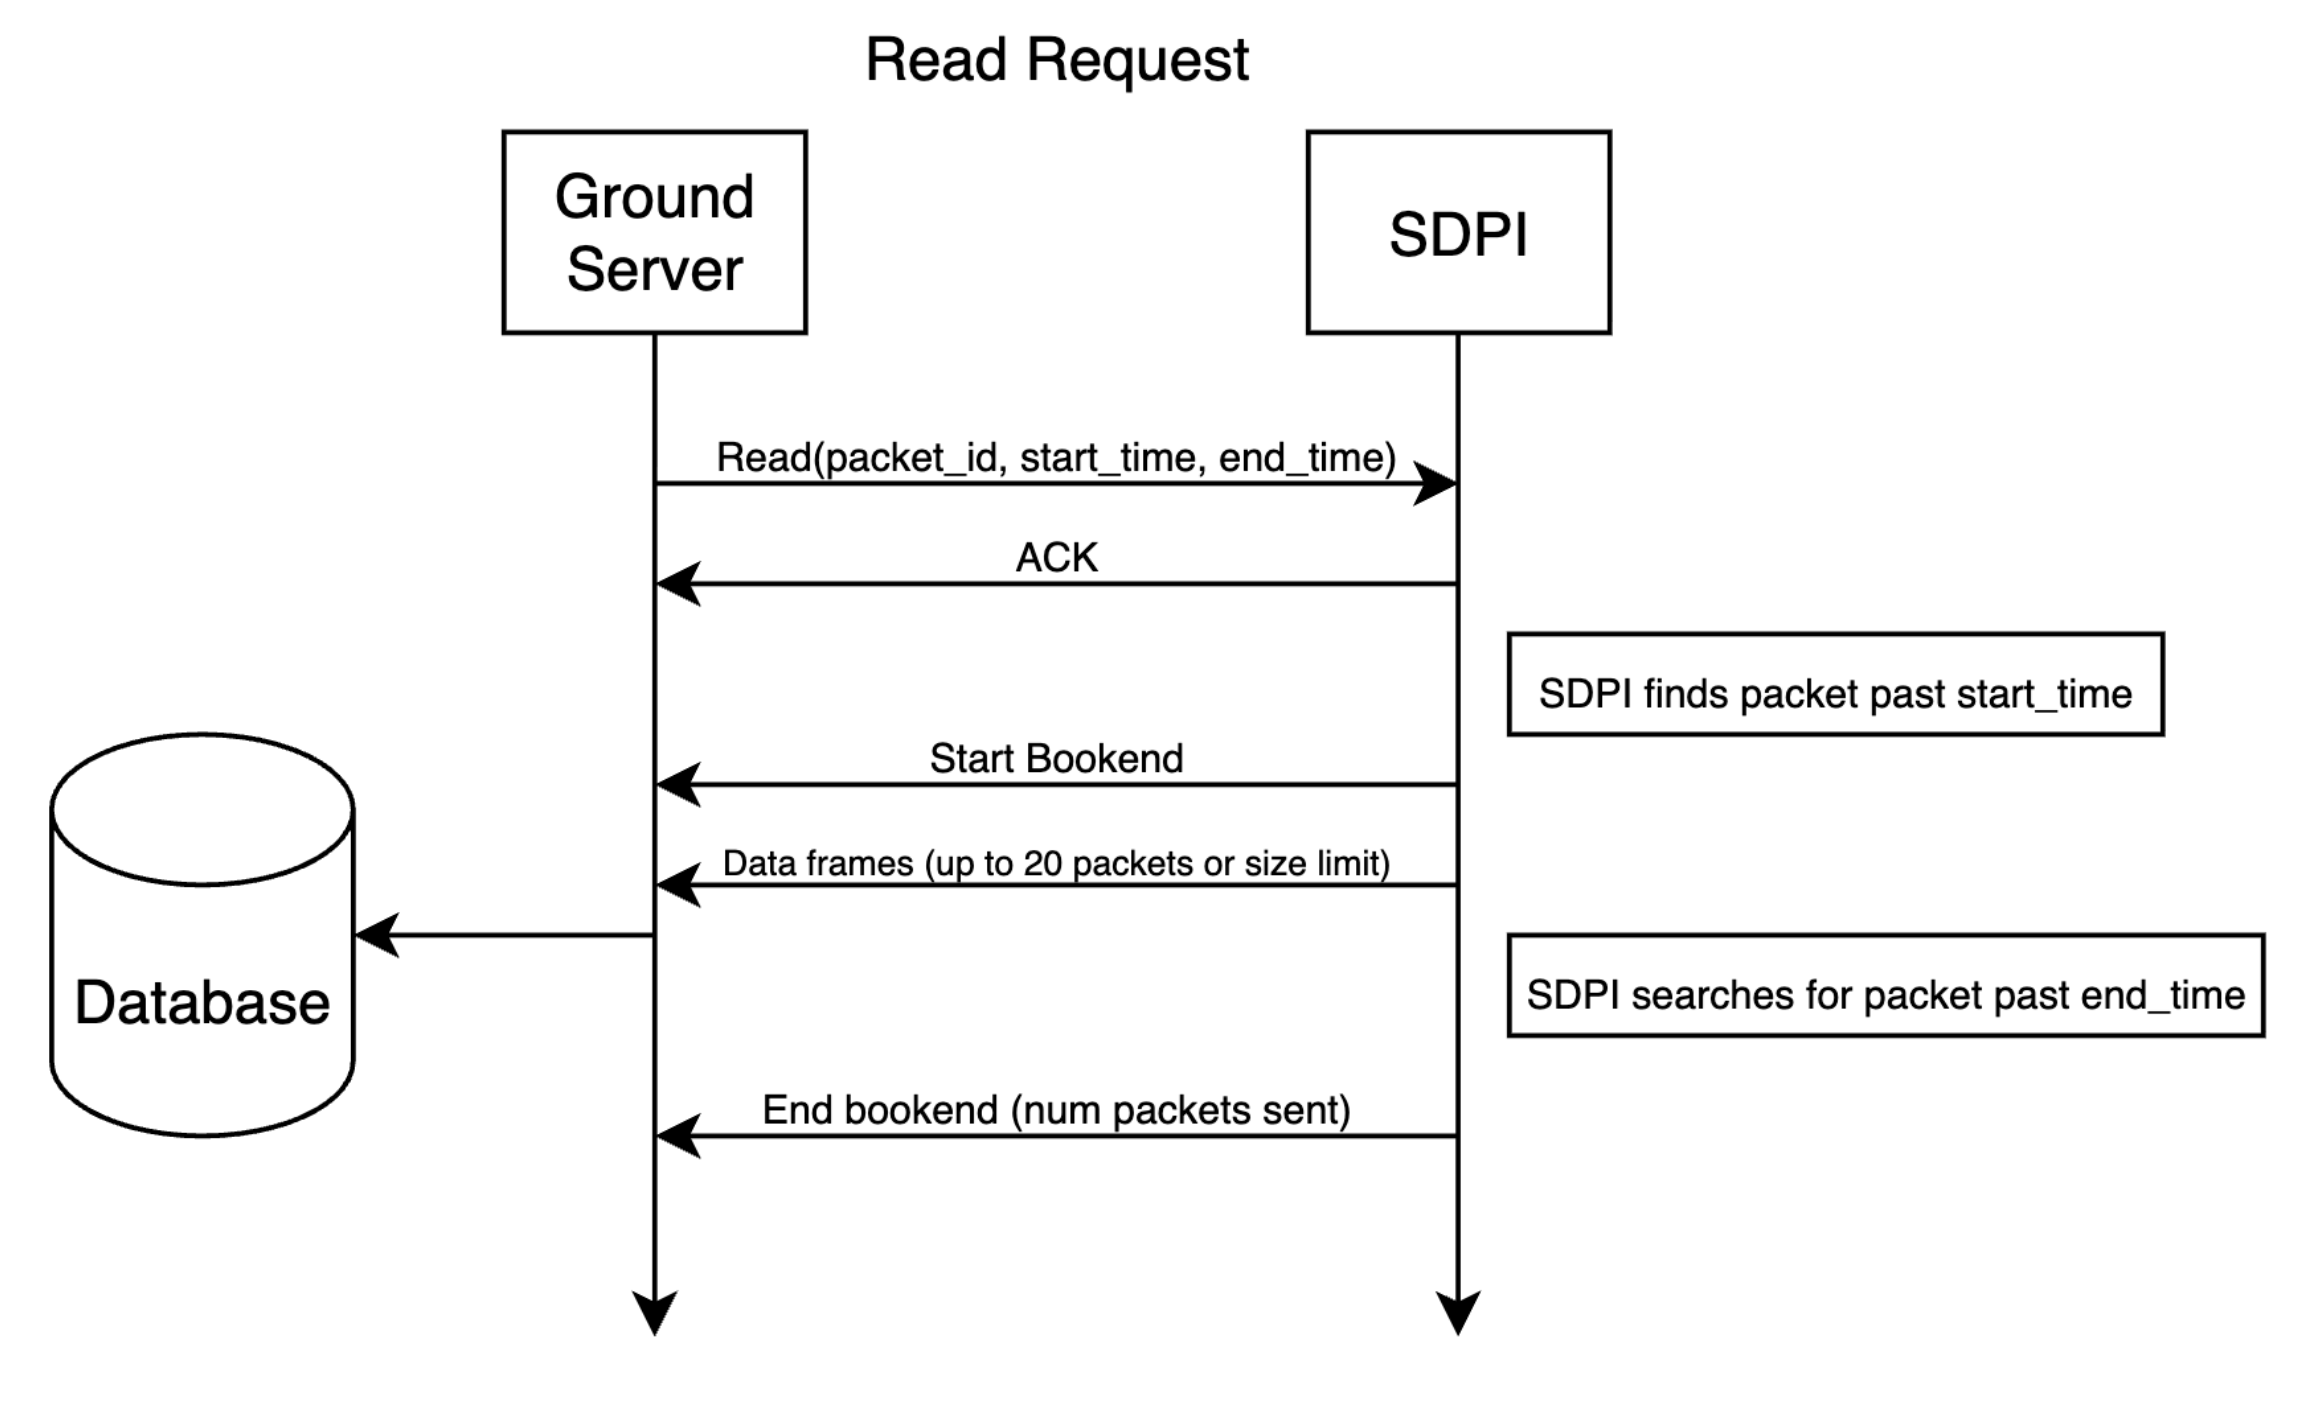 Read Request
Ground
Server
SDPI
Read(packet_id, start_time, end_time)
ACK
SDPI finds packet past start_time
Start Bookend
Data frames (up to 20 packets or size limit)
Database
SDPI searches for packet past end_time
End bookend (num packets sent)